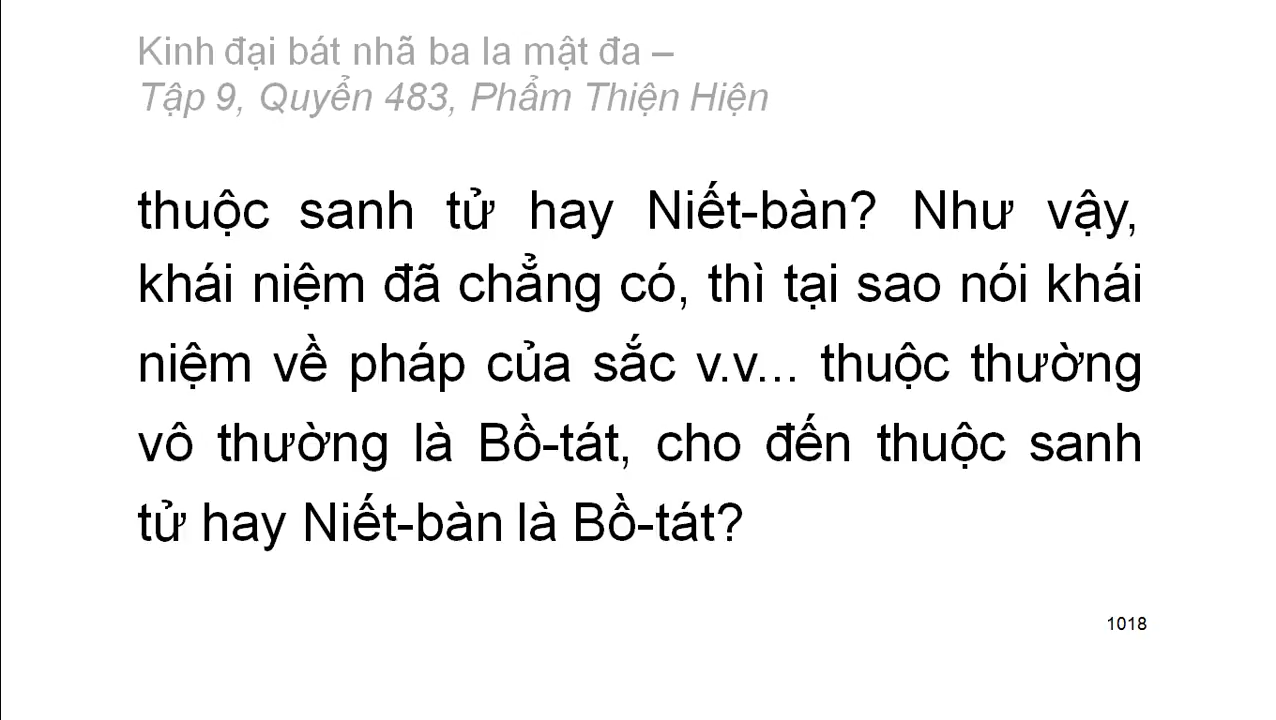 Kinh đại bát nhã ba la mật đa –
Tập 9, Quyển 483, Phẩm Thiện Hiện
thuộc sanh tử hay Niết-bàn? Như vậy,
khái niệm đã chẳng có, thì tại sao nói khái
niệm về pháp của sắc v.v... thuộc thường
vô thường là Bồ-tát, cho đến thuộc sanh
tử hay Niết-bàn là Bồ-tát?
1018